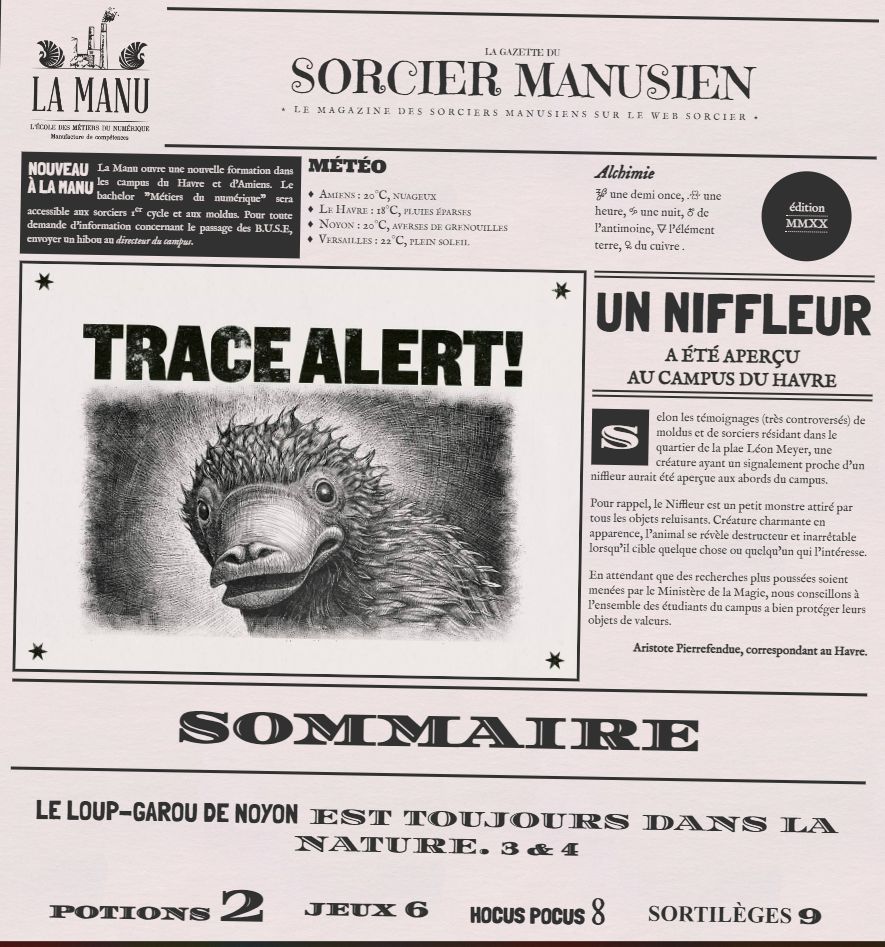 LA MANU
L'ÉCOLE DES MÉTIERS DU NUMÉRIQUE
Manufacture de compétences
LA GAZETTE DU
SORCIER MANUSIEN
* LE MAGAZINE DES SORCIERS MANUSIENS SUR LE WEB SORCIER *
NOUVEAU
À LA MANU
La Manu ouvre une nouvelle formation dans
les campus du Havre et d'Amiens. Le
bachelor "Métiers du numérique" sera
accessible aux sorciers 1er cycle et aux moldus. Pour toute
demande d'information concernant le passage des B.U.S.E,
envoyer un hibou au directeur du campus.
MÉTÉO
♦ AMIENS : 20°C, NUAGEUX
♦ LE HAVRE : 18°C, PLUIES ÉPARSES
♦ NOYON : 20°C, AVERSES DE GRENOUILLES
♦ VERSAILLES : 22°C, PLEIN SOLEIL
Alchimie
une demi once, une
heure, une nuit, de
l'antimoine, 🜄 l'élément
terre, du cuivre .
édition
MMXX
TRACE ALERT!
UN NIFFLEUR
A ÉTÉ APERÇU
AU CAMPUS DU HAVRE
Selon les témoignages (très controversés) de
moldus et de sorciers résidant dans le
quartier de la plae Léon Meyer, une
créature ayant un signalement proche d'un
niffleur aurait été aperçue aux abords du campus.
Pour rappel, le Niffleur est un petit monstre attiré par
tous les objets reluisants. Créature charmante en
apparence, l'animal se révèle destructeur et inarrêtable
lorsqu'il cible quelque chose ou quelqu'un qui l'intéresse.
En attendant que des recherches plus poussées soient
menées par le Ministère de la Magie, nous conseillons à
l'ensemble des étudiants du campus a bien protéger leurs
objets de valeurs.
Aristote Pierrefendue, correspondant au Havre.
SOMMAIRE
LE LOUP-GAROU DE NOYON EST TOUJOURS DANS LA
NATURE. 3 & 4
POTIONS 2 JEUX 6 HOCUS POCUS 8 SORTILÈGES 9